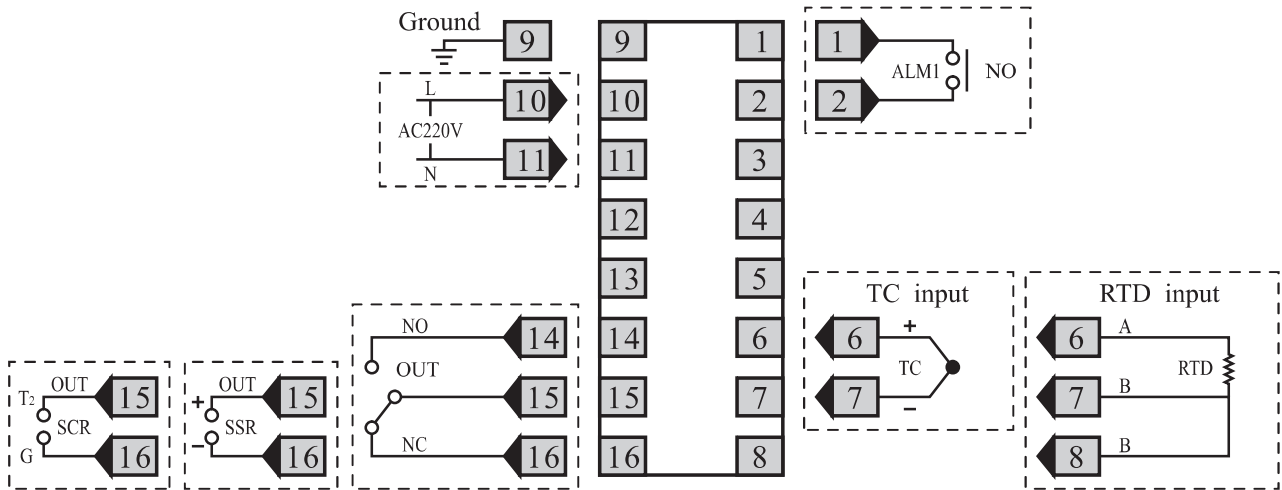 Ground
9
L
10
AC220V
11
N
9 1
10 2
11 3
12 4
13 5
14 6
15 7
16 8
1
ALM1 NO
2
NO 14
OUT
15
NC 16
T2 OUT 15
SCR
G 16
+ OUT 15
SSR
– 16
TC input
6 +
TC
7 –
RTD input
6 A
RTD
7 B
8 B